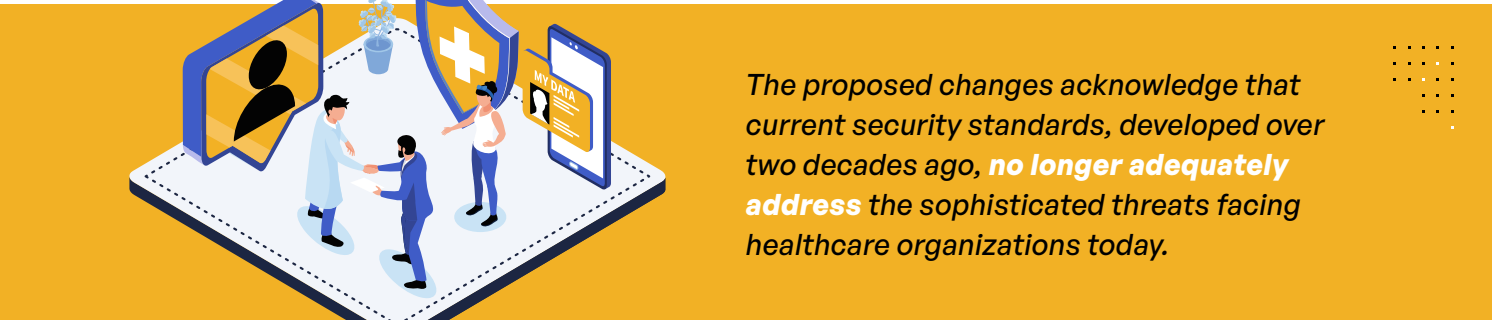 MY DATA
The proposed changes acknowledge that
current security standards, developed over
two decades ago, no longer adequately
address the sophisticated threats facing
healthcare organizations today.